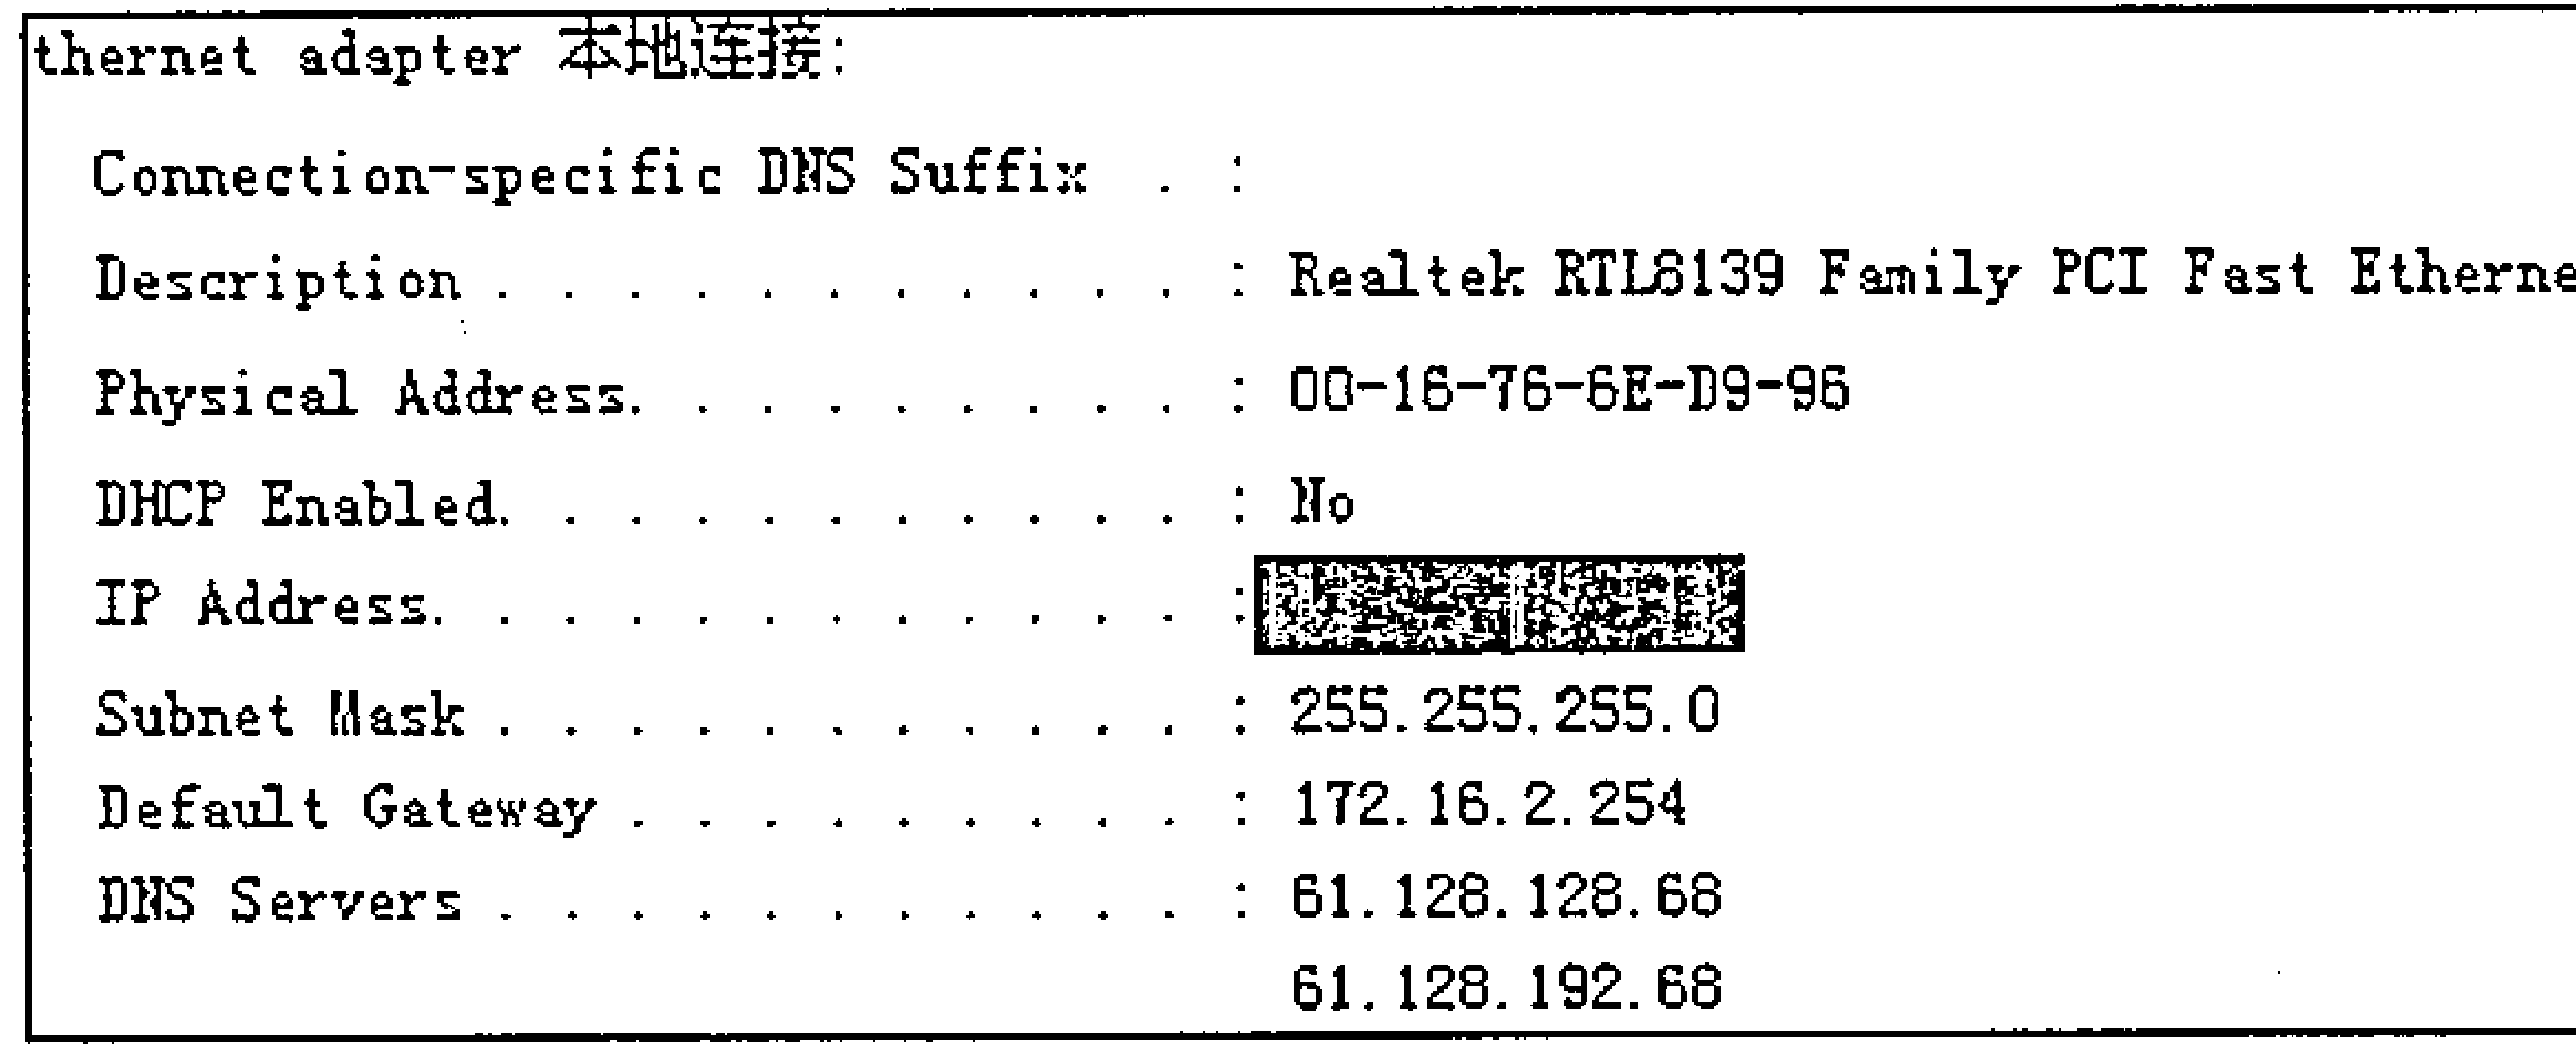 thernet adapter 本地连接:
Connection-specific DNS Suffix . :
Description . . . . . . . . . . . : Realtek RTL8139 Family PCI Fast Etherne
Physical Address. . . . . . . . . : 00-16-76-6E-D9-96
DHCP Enabled. . . . . . . . . . . : No
IP Address. . . . . . . . . . . . :
Subnet Mask . . . . . . . . . . . : 255.255.255.0
Default Gateway . . . . . . . . . : 172.16.2.254
DNS Servers . . . . . . . . . . . : 61.128.128.68
61.128.192.68